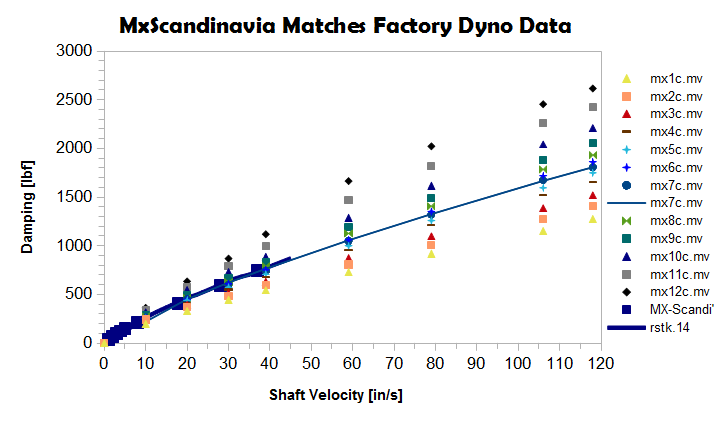 MxScandinavia Matches Factory Dyno Data
3000
2500
2000
1500
1000
500
0
Damping [lbf]
0 10 20 30 40 50 60 70 80 90 100 110 120
Shaft Velocity [in/s]
mx1c.mv
mx2c.mv
mx3c.mv
mx4c.mv
mx5c.mv
mx6c.mv
mx7c.mv
mx7c.mv
mx8c.mv
mx9c.mv
mx10c.mv
mx11c.mv
mx12c.mv
MX-Scandi'
rstk.14